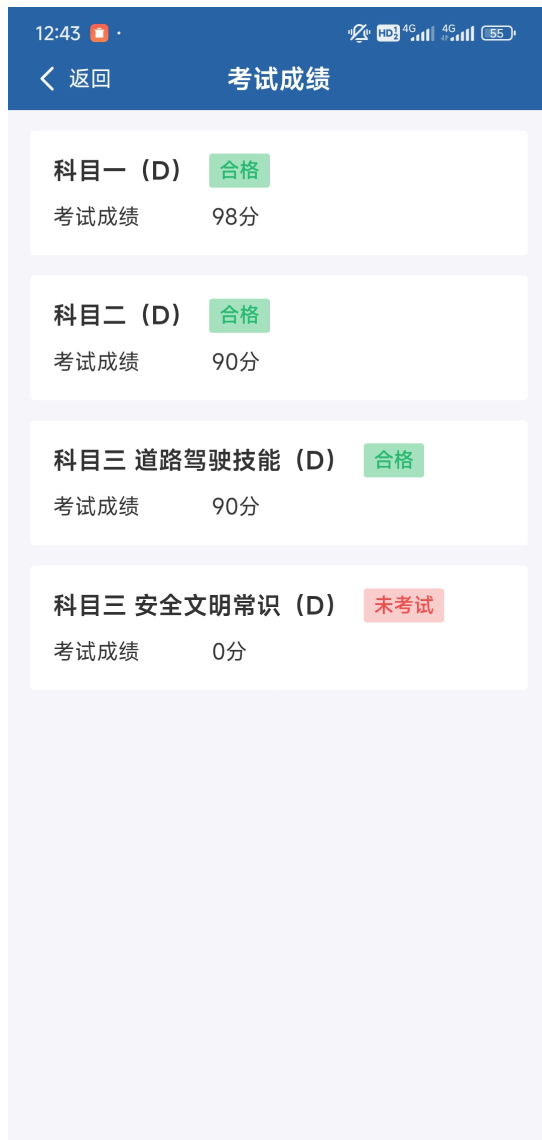 12:43
HD 1 2 4G 4G 55
返回 考试成绩
科目一（D） 合格
考试成绩 98分
科目二（D） 合格
考试成绩 90分
科目三 道路驾驶技能（D） 合格
考试成绩 90分
科目三 安全文明常识（D） 未考试
考试成绩 0分